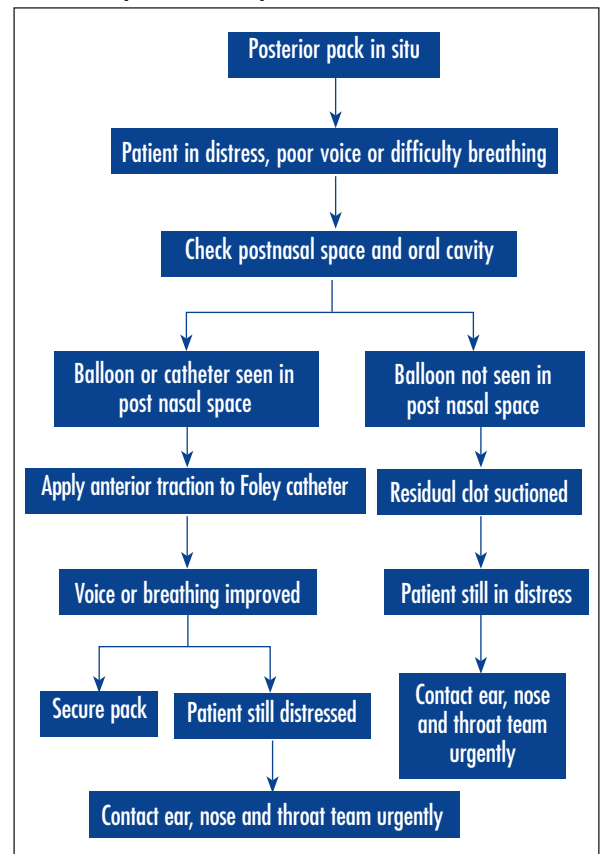 Posterior pack in situ
Patient in distress, poor voice or difficulty breathing
Check postnasal space and oral cavity
Balloon or catheter seen in
post nasal space
Balloon not seen in
post nasal space
Apply anterior traction to Foley catheter
Residual clot suctioned
Voice or breathing improved
Patient still in distress
Secure pack
Patient still distressed
Contact ear, nose
and throat team
urgently
Contact ear, nose and throat team urgently